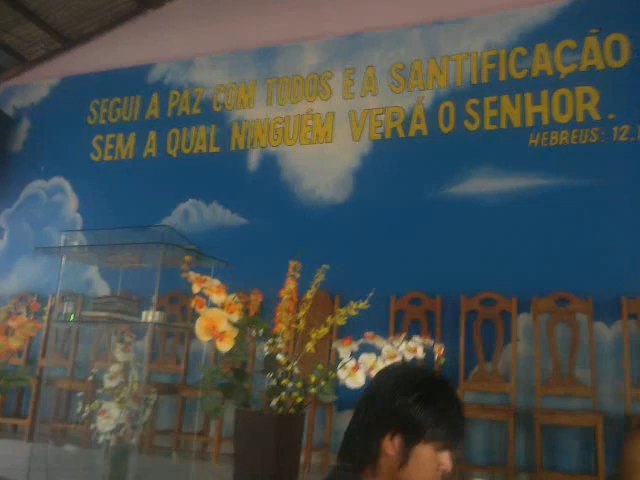 SEGUI A PAZ COM TODOS E A SANTIFICAÇÃO
SEM A QUAL NINGUÉM VERÁ O SENHOR.
HEBREUS: 12,